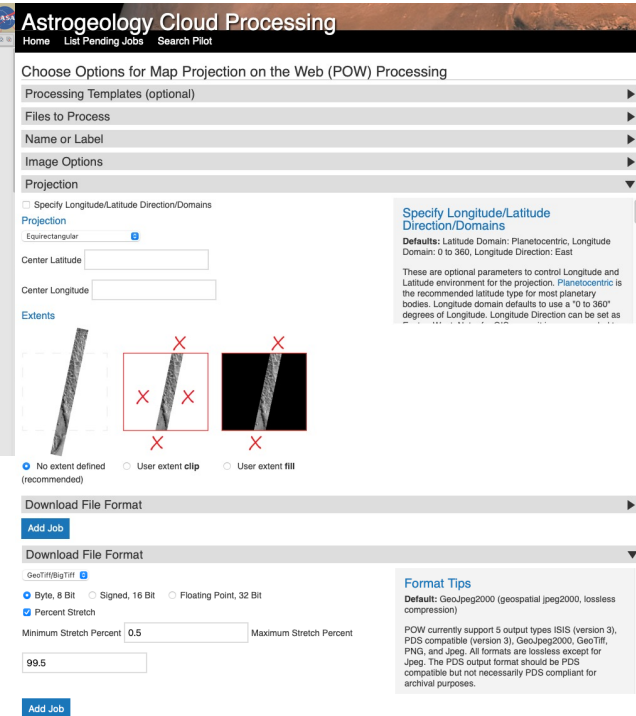 Astrogeology Cloud Processing
Home List Pending Jobs Search Pilot
Choose Options for Map Projection on the Web (POW) Processing
Processing Templates (optional)
Files to Process
Name or Label
Image Options
Projection
Specify Longitude/Latitude Direction/Domains
Projection
Equirectangular
Center Latitude
Center Longitude
Extents
No extent defined
(recommended)
User extent clip
User extent fill
Specify Longitude/Latitude
Direction/Domains
Defaults: Latitude Domain: Planetocentric, Longitude
Domain: 0 to 360, Longitude Direction: East
These are optional parameters to control Longitude and
Latitude environment for the projection. Planetocentric is
the recommended latitude type for most planetary
bodies. Longitude domain defaults to use a "0 to 360"
degrees of Longitude. Longitude Direction can be set as
Download File Format
Add Job
Download File Format
GeoTiff/BigTiff
Byte, 8 Bit Signed, 16 Bit Floating Point, 32 Bit
Percent Stretch
Minimum Stretch Percent 0.5 Maximum Stretch Percent
99.5
Format Tips
Default: GeoJpeg2000 (geospatial jpeg2000, lossless
compression)
POW currently support 5 output types ISIS (version 3),
PDS compatible (version 3), GeoJpeg2000, GeoTiff,
PNG, and Jpeg. All formats are lossless except for
Jpeg. The PDS output format should be PDS
compatible but not necessarily PDS compliant for
archival purposes.
Add Job